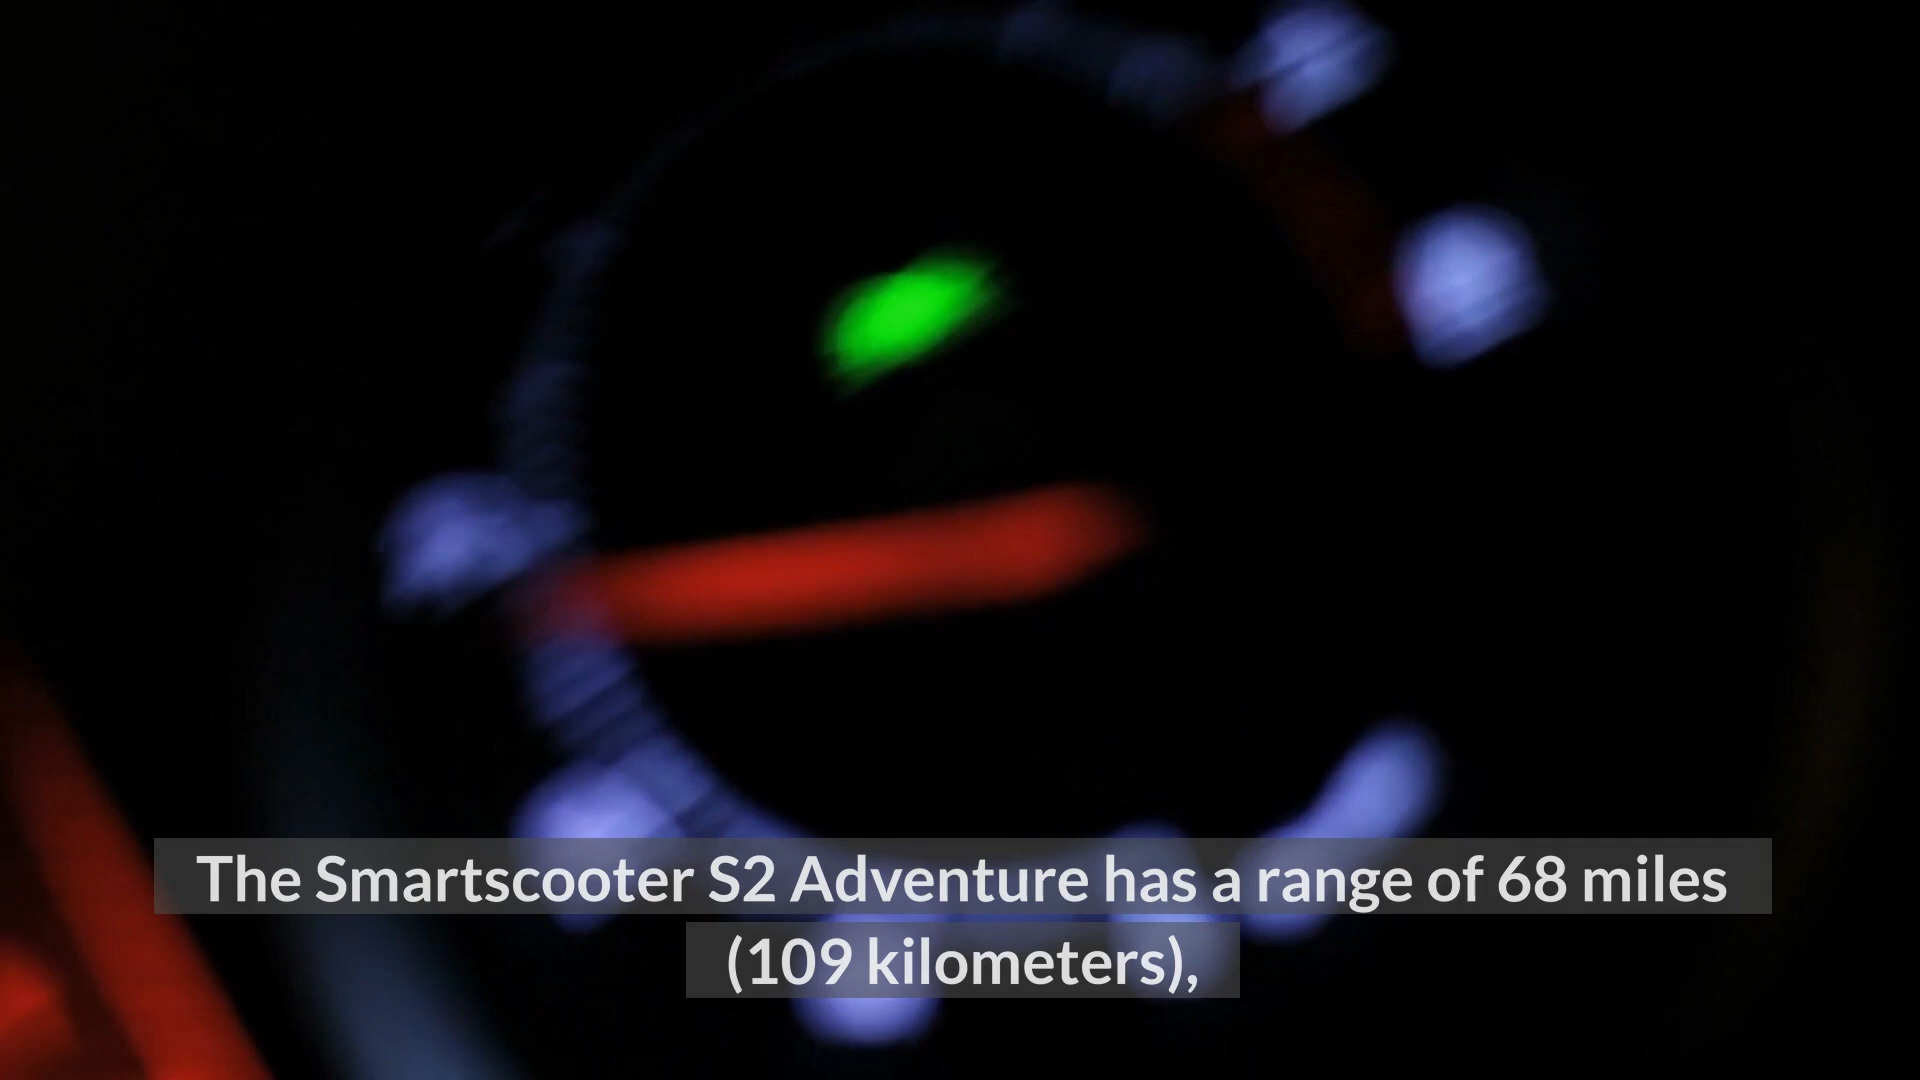 The Smartscooter S2 Adventure has a range of 68 miles
(109 kilometers),